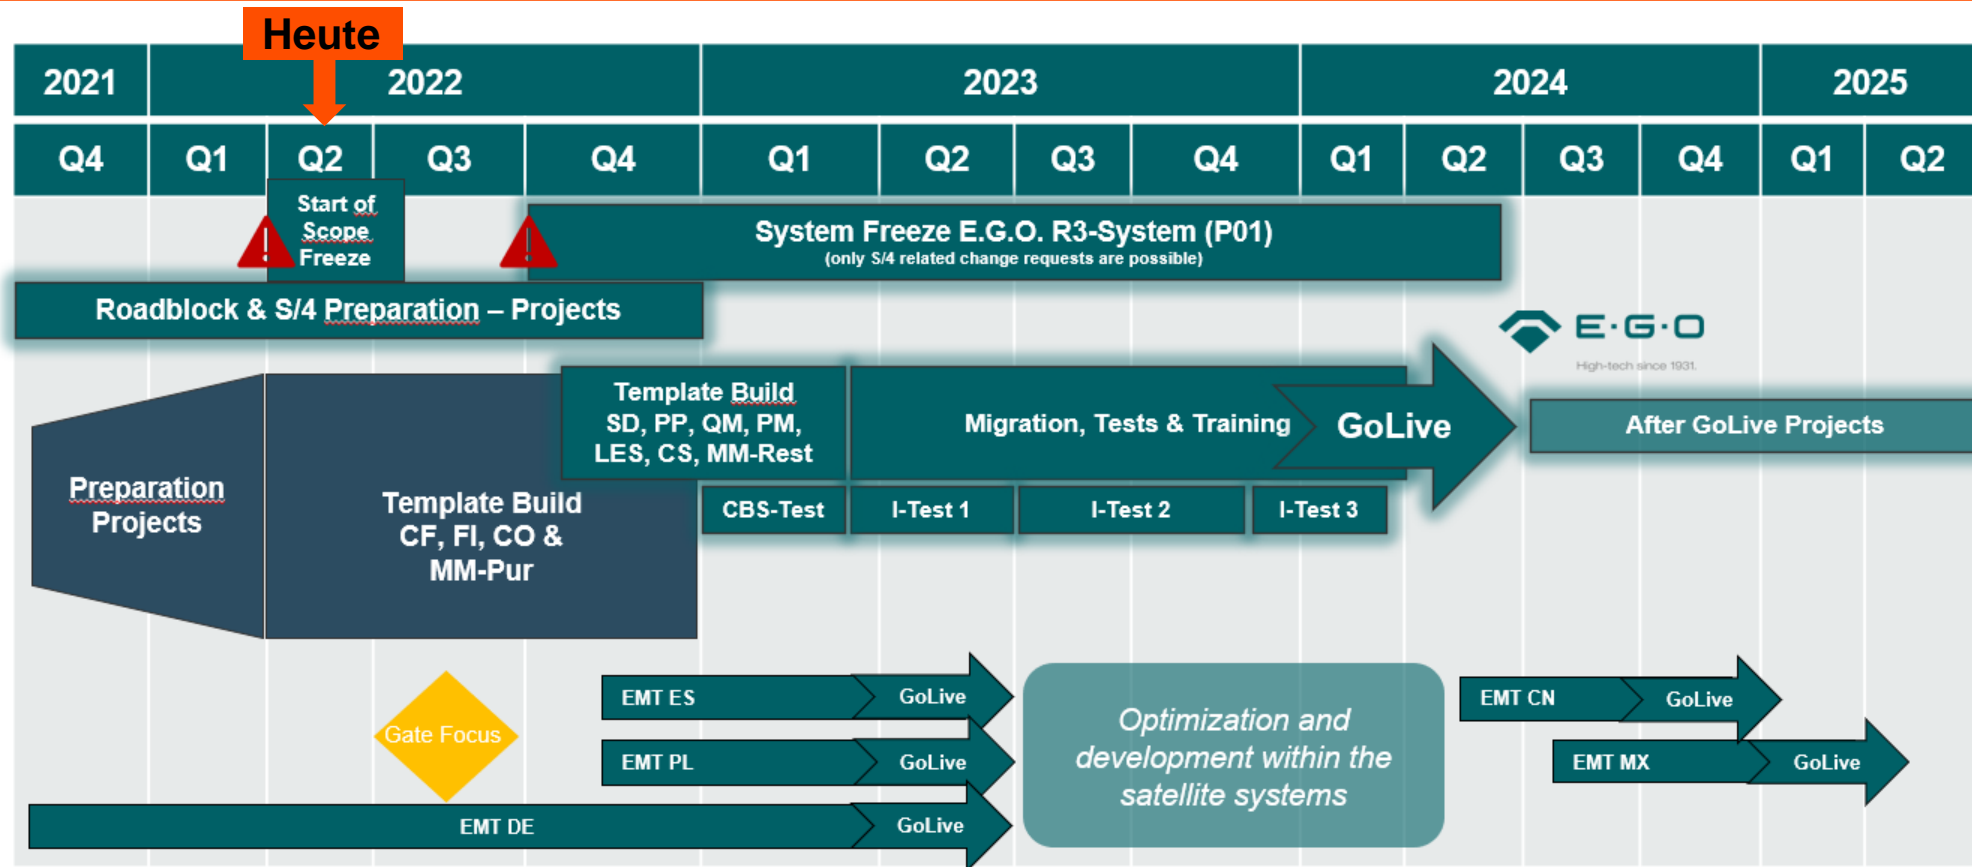 Heute
2021
2022
2023
2024
2025
Q4
Q1
Q2
Q3
Q4
Q1
Q2
Q3
Q4
Q1
Q2
Q3
Q4
Q1
Q2
Start of
Scope
Freeze
System Freeze E.G.O. R3-System (P01)
(only S/4 related change requests are possible)
Roadblock & S/4 Preparation – Projects
E·G·O
High-tech since 1931.
Template Build
SD, PP, QM, PM,
LES, CS, MM-Rest
Migration, Tests & Training
GoLive
After GoLive Projects
Preparation
Projects
Template Build
CF, FI, CO &
MM-Pur
CBS-Test
I-Test 1
I-Test 2
I-Test 3
Gate Focus
EMT ES
GoLive
EMT PL
GoLive
EMT DE
GoLive
Optimization and
development within the
satellite systems
EMT CN
GoLive
EMT MX
GoLive